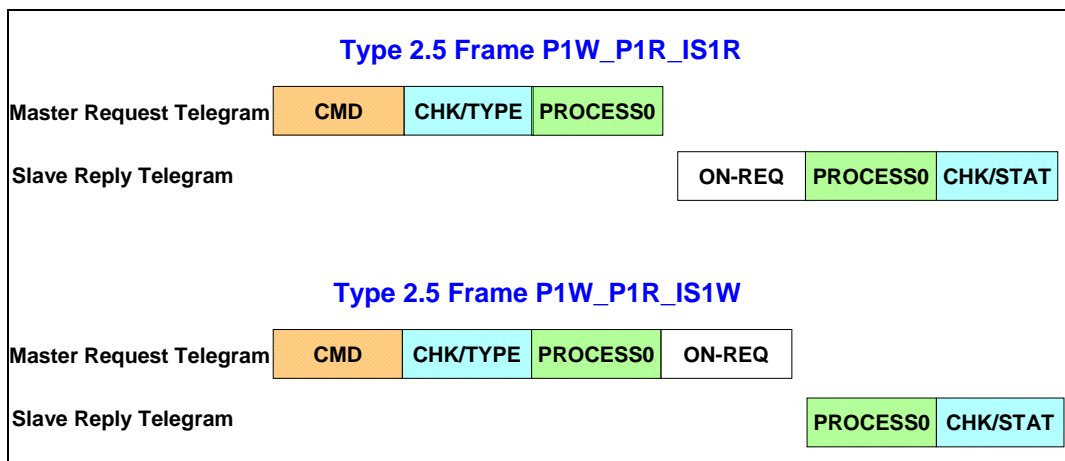 Type 2.5 Frame P1W_P1R_IS1R
Master Request Telegram CMD CHK/TYPE PROCESS0
Slave Reply Telegram ON-REQ PROCESS0 CHK/STAT
Type 2.5 Frame P1W_P1R_IS1W
Master Request Telegram CMD CHK/TYPE PROCESS0 ON-REQ
Slave Reply Telegram PROCESS0 CHK/STAT